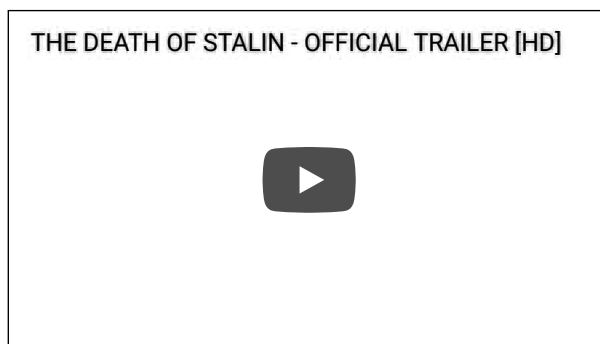 THE DEATH OF STALIN - OFFICIAL TRAILER [HD]